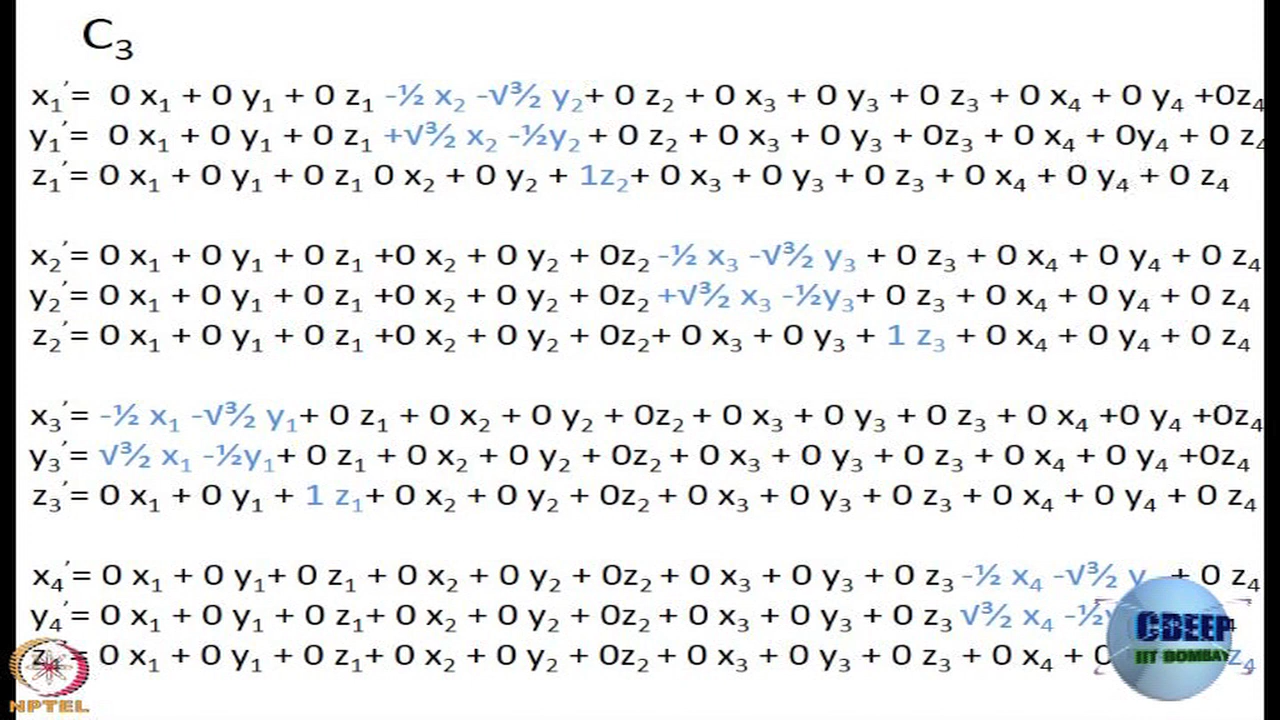 C₃
x₁′= 0 x₁ + 0 y₁ + 0 z₁ -½ x₂ -√³⁄₂ y₂+ 0 z₂ + 0 x₃ + 0 y₃ + 0 z₃ + 0 x₄ + 0 y₄ +0z₄
y₁′= 0 x₁ + 0 y₁ + 0 z₁ +√³⁄₂ x₂ -½y₂ + 0 z₂ + 0 x₃ + 0 y₃ + 0z₃ + 0 x₄ + 0y₄ + 0 z₄
z₁′= 0 x₁ + 0 y₁ + 0 z₁ 0 x₂ + 0 y₂ + 1z₂+ 0 x₃ + 0 y₃ + 0 z₃ + 0 x₄ + 0 y₄ + 0 z₄
x₂′= 0 x₁ + 0 y₁ + 0 z₁ +0 x₂ + 0 y₂ + 0z₂ -½ x₃ -√³⁄₂ y₃ + 0 z₃ + 0 x₄ + 0 y₄ + 0 z₄
y₂′= 0 x₁ + 0 y₁ + 0 z₁ +0 x₂ + 0 y₂ + 0z₂ +√³⁄₂ x₃ -½y₃+ 0 z₃ + 0 x₄ + 0 y₄ + 0 z₄
z₂′= 0 x₁ + 0 y₁ + 0 z₁ +0 x₂ + 0 y₂ + 0z₂+ 0 x₃ + 0 y₃ + 1 z₃ + 0 x₄ + 0 y₄ + 0 z₄
x₃′= -½ x₁ -√³⁄₂ y₁+ 0 z₁ + 0 x₂ + 0 y₂ + 0z₂ + 0 x₃ + 0 y₃ + 0 z₃ + 0 x₄ +0 y₄ +0z₄
y₃′= √³⁄₂ x₁ -½y₁+ 0 z₁ + 0 x₂ + 0 y₂ + 0z₂ + 0 x₃ + 0 y₃ + 0 z₃ + 0 x₄ + 0 y₄ +0z₄
z₃′= 0 x₁ + 0 y₁ + 1 z₁+ 0 x₂ + 0 y₂ + 0z₂ + 0 x₃ + 0 y₃ + 0 z₃ + 0 x₄ + 0 y₄ + 0 z₄
x₄′= 0 x₁ + 0 y₁+ 0 z₁ + 0 x₂ + 0 y₂ + 0z₂ + 0 x₃ + 0 y₃ + 0 z₃ -½ x₄ -√³⁄₂ y + 0 z₄
y₄′= 0 x₁ + 0 y₁ + 0 z₁+ 0 x₂ + 0 y₂ + 0z₂ + 0 x₃ + 0 y₃ + 0 z₃ √³⁄₂ x₄ -½
z = 0 x₁ + 0 y₁ + 0 z₁+ 0 x₂ + 0 y₂ + 0z₂ + 0 x₃ + 0 y₃ + 0 z₃ + 0 x₄ + 0 z₄
CDEEP
IIT BOMBAY
NPTEL